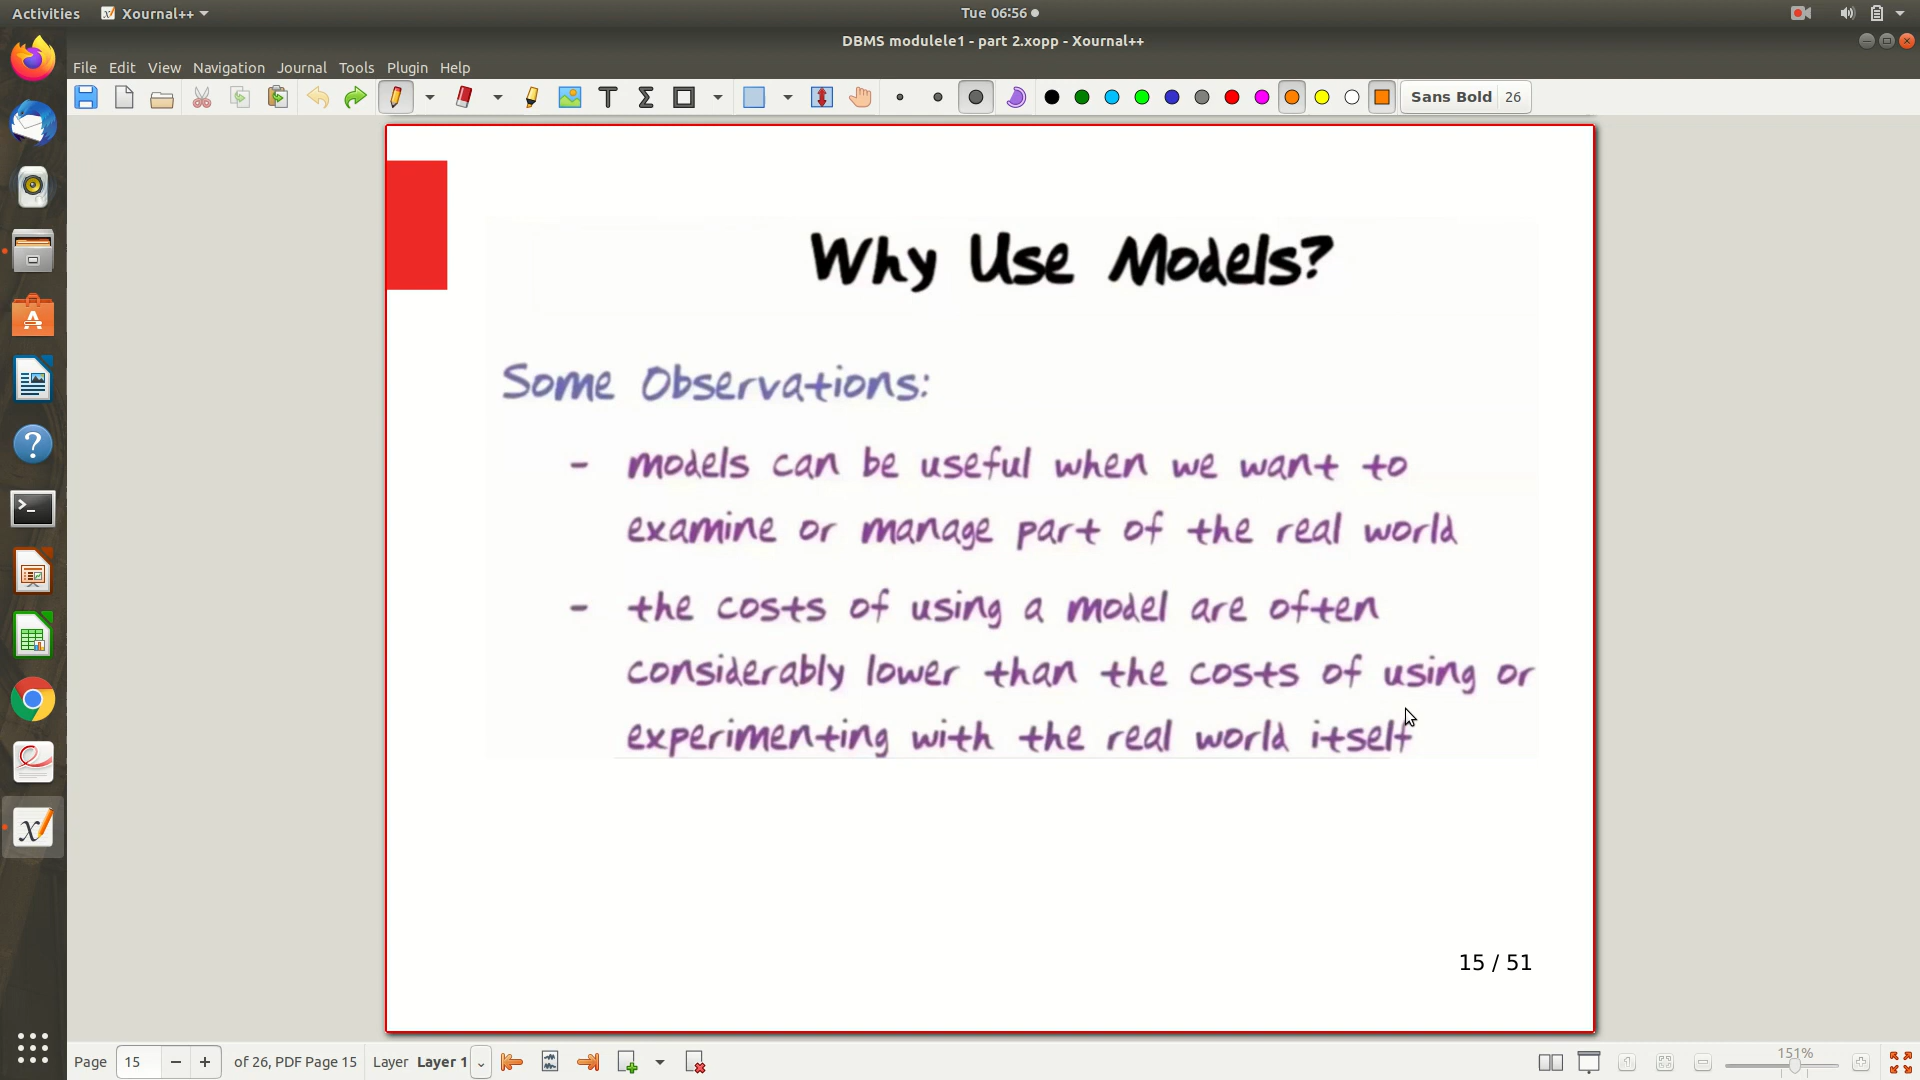 Activities Xournal++ Tue 06:56
DBMS modulele1 - part 2.xopp - Xournal++
File Edit View Navigation Journal Tools Plugin Help
Sans Bold 26
Why Use Models?
Some Observations:
- models can be useful when we want to
examine or manage part of the real world
- the costs of using a model are often
considerably lower than the costs of using or
experimenting with the real world itself
15 / 51
Page 15 of 26, PDF Page 15 Layer Layer 1 151%